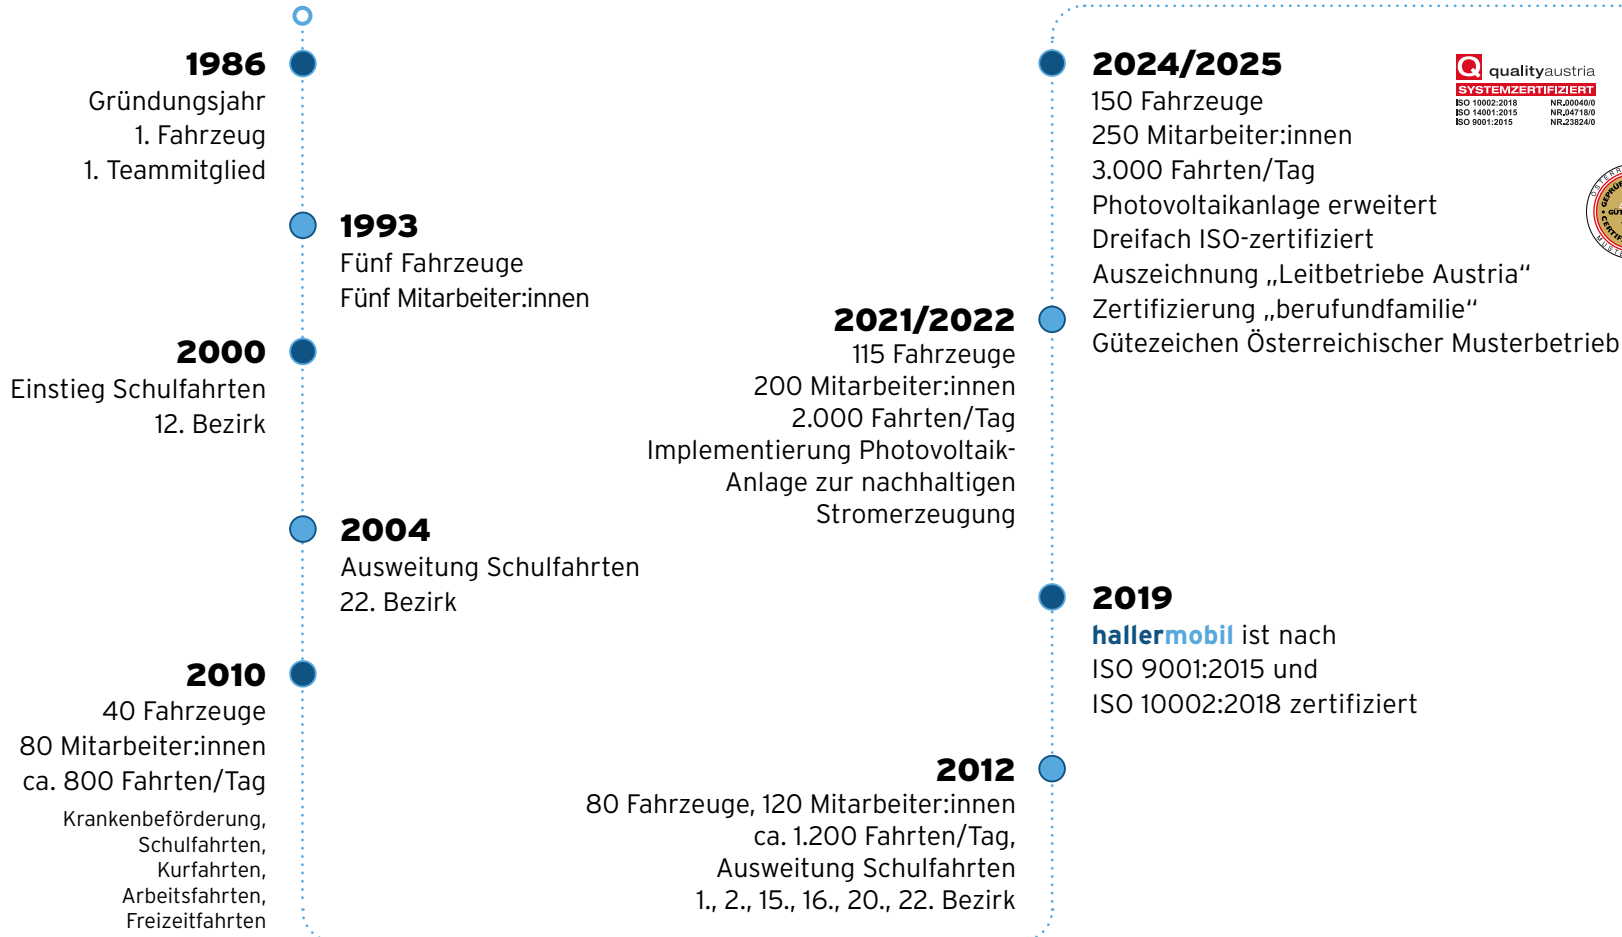 1986
Gründungsjahr
1. Fahrzeug
1. Teammitglied
1993
Fünf Fahrzeuge
Fünf Mitarbeiter:innen
2000
Einstieg Schulfahrten
12. Bezirk
2004
Ausweitung Schulfahrten
22. Bezirk
2010
40 Fahrzeuge
80 Mitarbeiter:innen
ca. 800 Fahrten/Tag
Krankenbeförderung,
Schulfahrten,
Kurfahrten,
Arbeitsfahrten,
Freizeitfahrten
2012
80 Fahrzeuge, 120 Mitarbeiter:innen
ca. 1.200 Fahrten/Tag,
Ausweitung Schulfahrten
1., 2., 15., 16., 20., 22. Bezirk
2019
hallermobil ist nach
ISO 9001:2015 und
ISO 10002:2018 zertifiziert
2021/2022
115 Fahrzeuge
200 Mitarbeiter:innen
2.000 Fahrten/Tag
Implementierung Photovoltaik-
Anlage zur nachhaltigen
Stromerzeugung
2024/2025
150 Fahrzeuge
250 Mitarbeiter:innen
3.000 Fahrten/Tag
Photovoltaikanlage erweitert
Dreifach ISO-zertifiziert
Auszeichnung „Leitbetriebe Austria“
Zertifizierung „berufundfamilie“
Gütezeichen Österreichischer Musterbetrieb
Q qualityaustria
SYSTEMZERTIFIZIERT
ISO 10002:2018 NR.00040/0
ISO 14001:2015 NR.04718/0
ISO 9001:2015 NR.23824/0